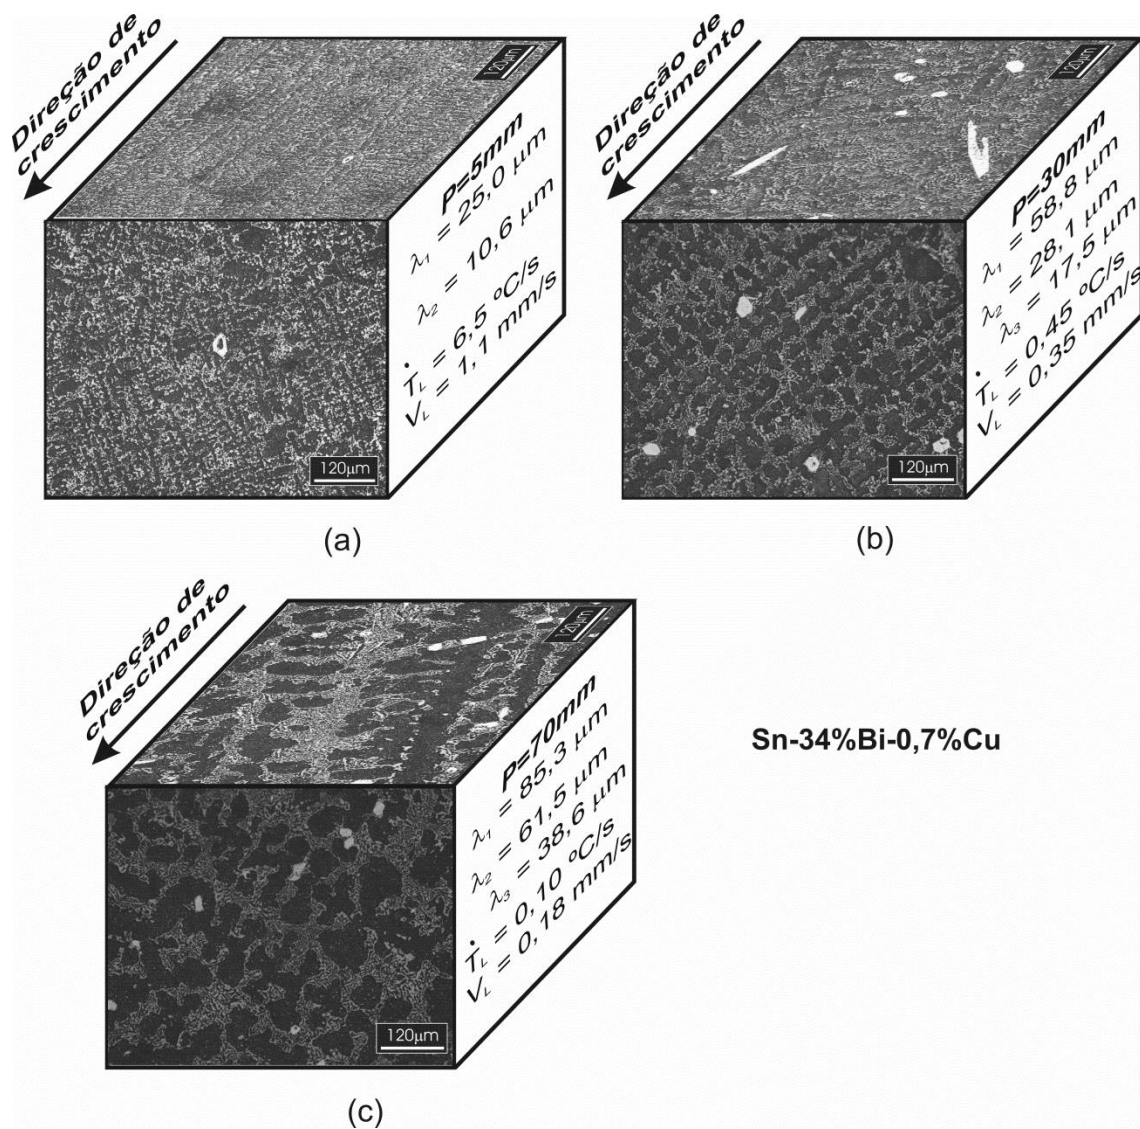 Direção de
crescimento
120μm
P=5mm
λ₁ = 25,0 μm
λ₂ = 10,6 μm
Ṫ_L = 6,5 °C/s
V_L = 1,1 mm/s
120μm
(a)
Direção de
crescimento
120μm
P=30mm
λ₁ = 58,8 μm
λ₂ = 28,1 μm
λ₃ = 17,5 μm
Ṫ_L = 0,45 °C/s
V_L = 0,35 mm/s
120μm
(b)
Direção de
crescimento
120μm
P=70mm
λ₁ = 85,3 μm
λ₂ = 61,5 μm
λ₃ = 38,6 μm
Ṫ_L = 0,10 °C/s
V_L = 0,18 mm/s
120μm
(c)
Sn-34%Bi-0,7%Cu